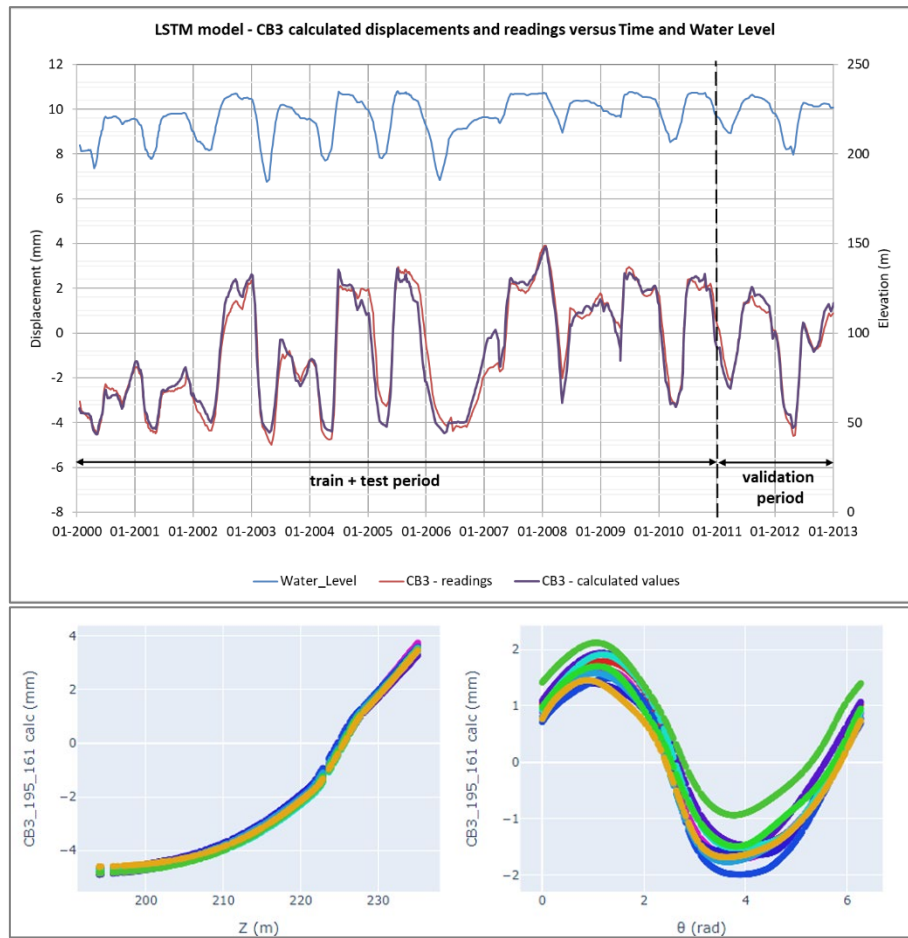 LSTM model - CB3 calculated displacements and readings versus Time and Water Level
12
10
8
6
4
2
0
-2
-4
-6
-8
Displacement (mm)
250
200
150
100
50
0
Elevation (m)
train + test period
validation
period
01-2000 01-2001 01-2002 01-2003 01-2004 01-2005 01-2006 01-2007 01-2008 01-2009 01-2010 01-2011 01-2012 01-2013
Water_Level CB3 - readings CB3 - calculated values
4
2
0
−2
−4
CB3_195_161 calc (mm)
200 210 220 230
Z (m)
2
1
0
−1
−2
CB3_195_161 calc (mm)
0 2 4 6
θ (rad)